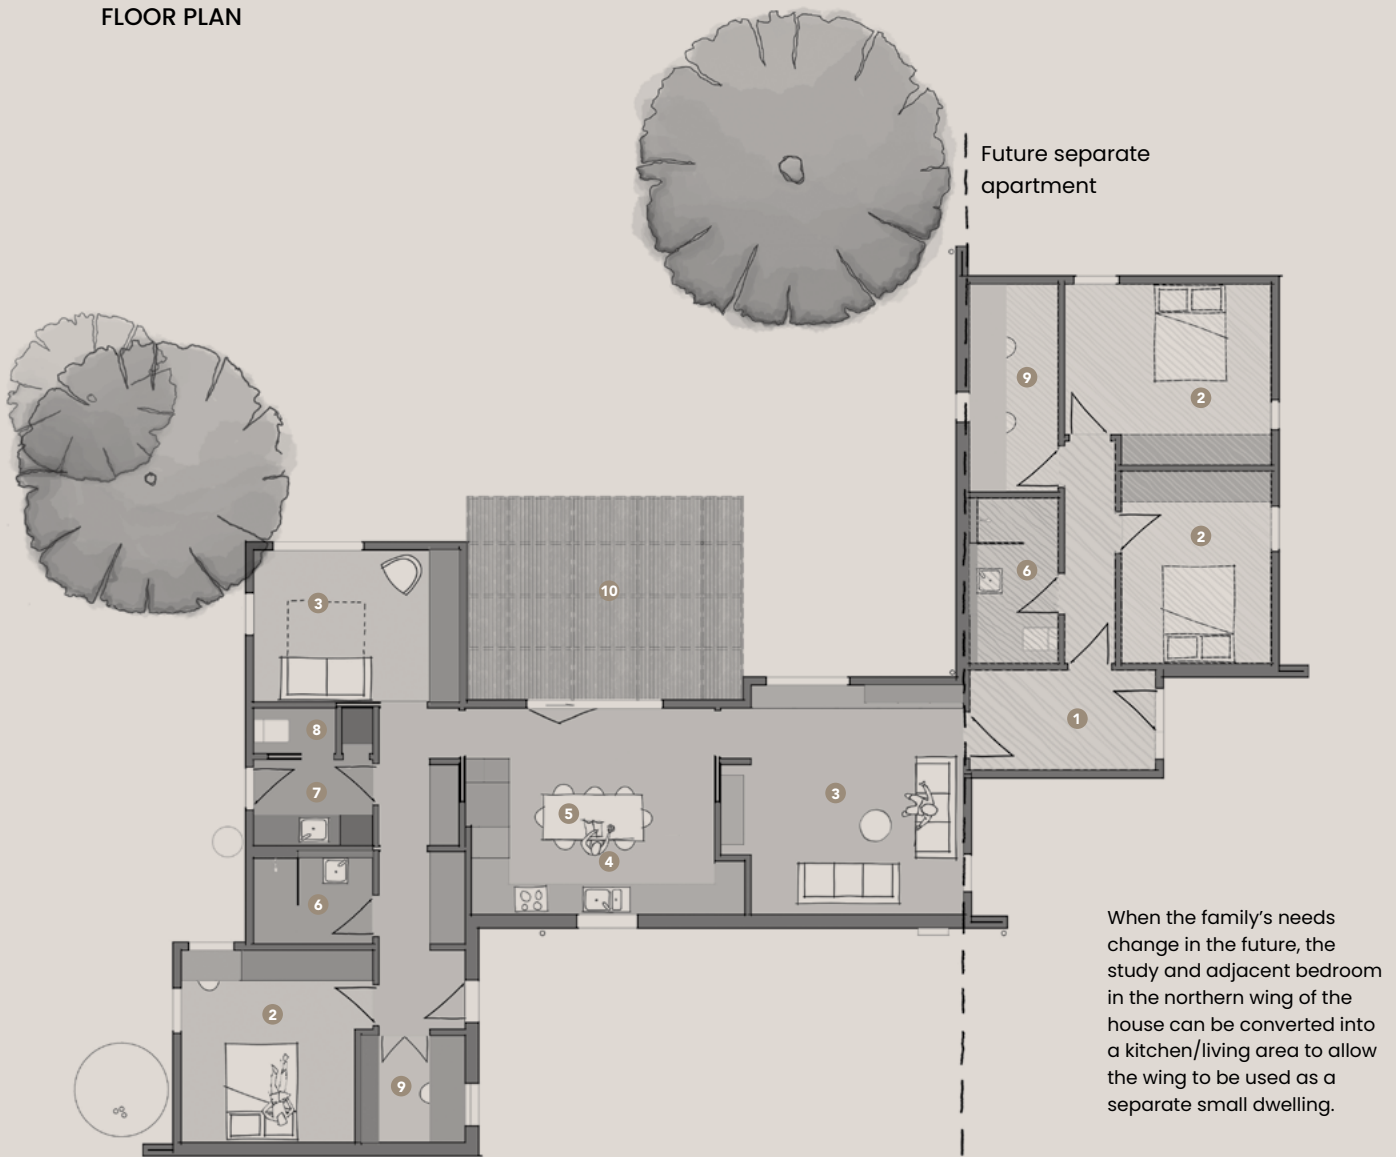 FLOOR PLAN
Future separate
apartment
9
2
2
6
10
3
1
8
7
3
5
4
6
2
9
When the family’s needs
change in the future, the
study and adjacent bedroom
in the northern wing of the
house can be converted into
a kitchen/living area to allow
the wing to be used as a
separate small dwelling.